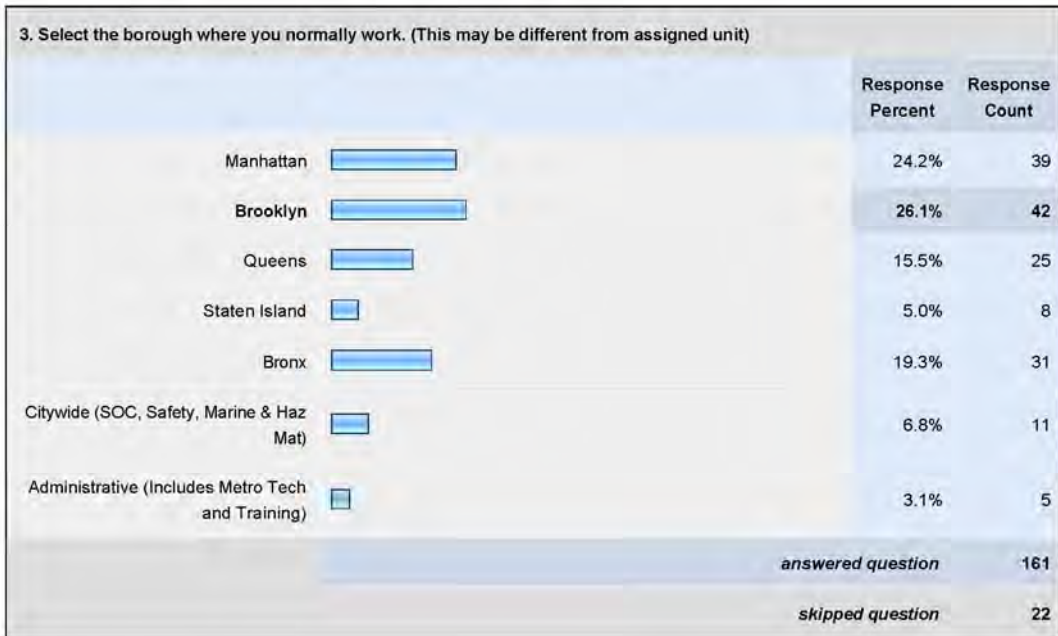 3. Select the borough where you normally work. (This may be different from assigned unit)
Response Percent
Response Count
Manhattan 24.2% 39
Brooklyn 26.1% 42
Queens 15.5% 25
Staten Island 5.0% 8
Bronx 19.3% 31
Citywide (SOC, Safety, Marine & Haz
Mat) 6.8% 11
Administrative (Includes Metro Tech
and Training) 3.1% 5
answered question 161
skipped question 22